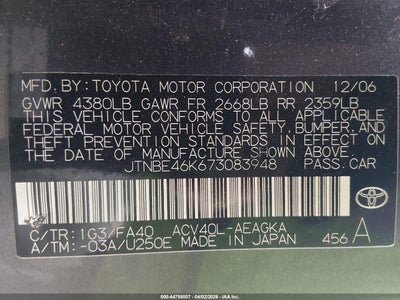 MFD.BY:TOYOTA MOTOR CORPORATION 12/06
GVWR 4380LB GAWR FR 2668LB RR 2359LB
THIS VEHICLE CONFORMS TO ALL APPLICABLE
FEDERAL MOTOR VEHICLE SAFETY,BUMPER,AND
THEFT PREVENTION STANDARDS IN EFFECT ON
THE DATE OF MANUFACTURE SHOWN ABOVE.
JTNBE46K673083948 PASS.CAR
C/TR:1G3/FA40 ACV40L-AEAGKA
A/TM:-03A/U250E MADE IN JAPAN 456 A
000-44758007 - 04/02/2026 - IAA Inc.